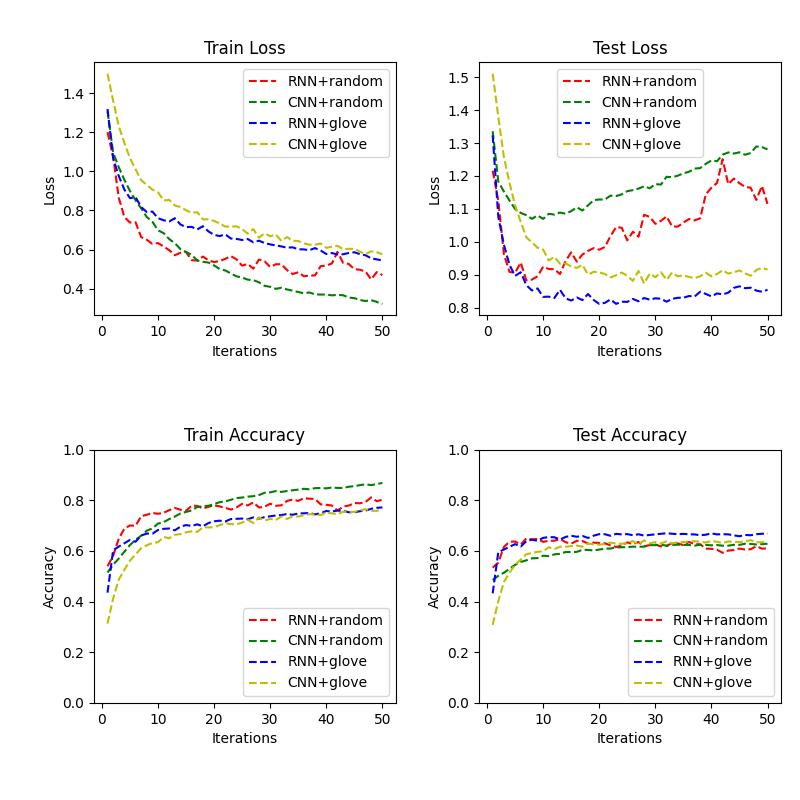 Train Loss
Loss
1.4
1.2
1.0
0.8
0.6
0.4
RNN+random
CNN+random
RNN+glove
CNN+glove
0 10 20 30 40 50
Iterations
Test Loss
Loss
1.5
1.4
1.3
1.2
1.1
1.0
0.9
0.8
RNN+random
CNN+random
RNN+glove
CNN+glove
0 10 20 30 40 50
Iterations
Train Accuracy
Accuracy
1.0
0.8
0.6
0.4
0.2
0.0
RNN+random
CNN+random
RNN+glove
CNN+glove
0 10 20 30 40 50
Iterations
Test Accuracy
Accuracy
1.0
0.8
0.6
0.4
0.2
0.0
RNN+random
CNN+random
RNN+glove
CNN+glove
0 10 20 30 40 50
Iterations